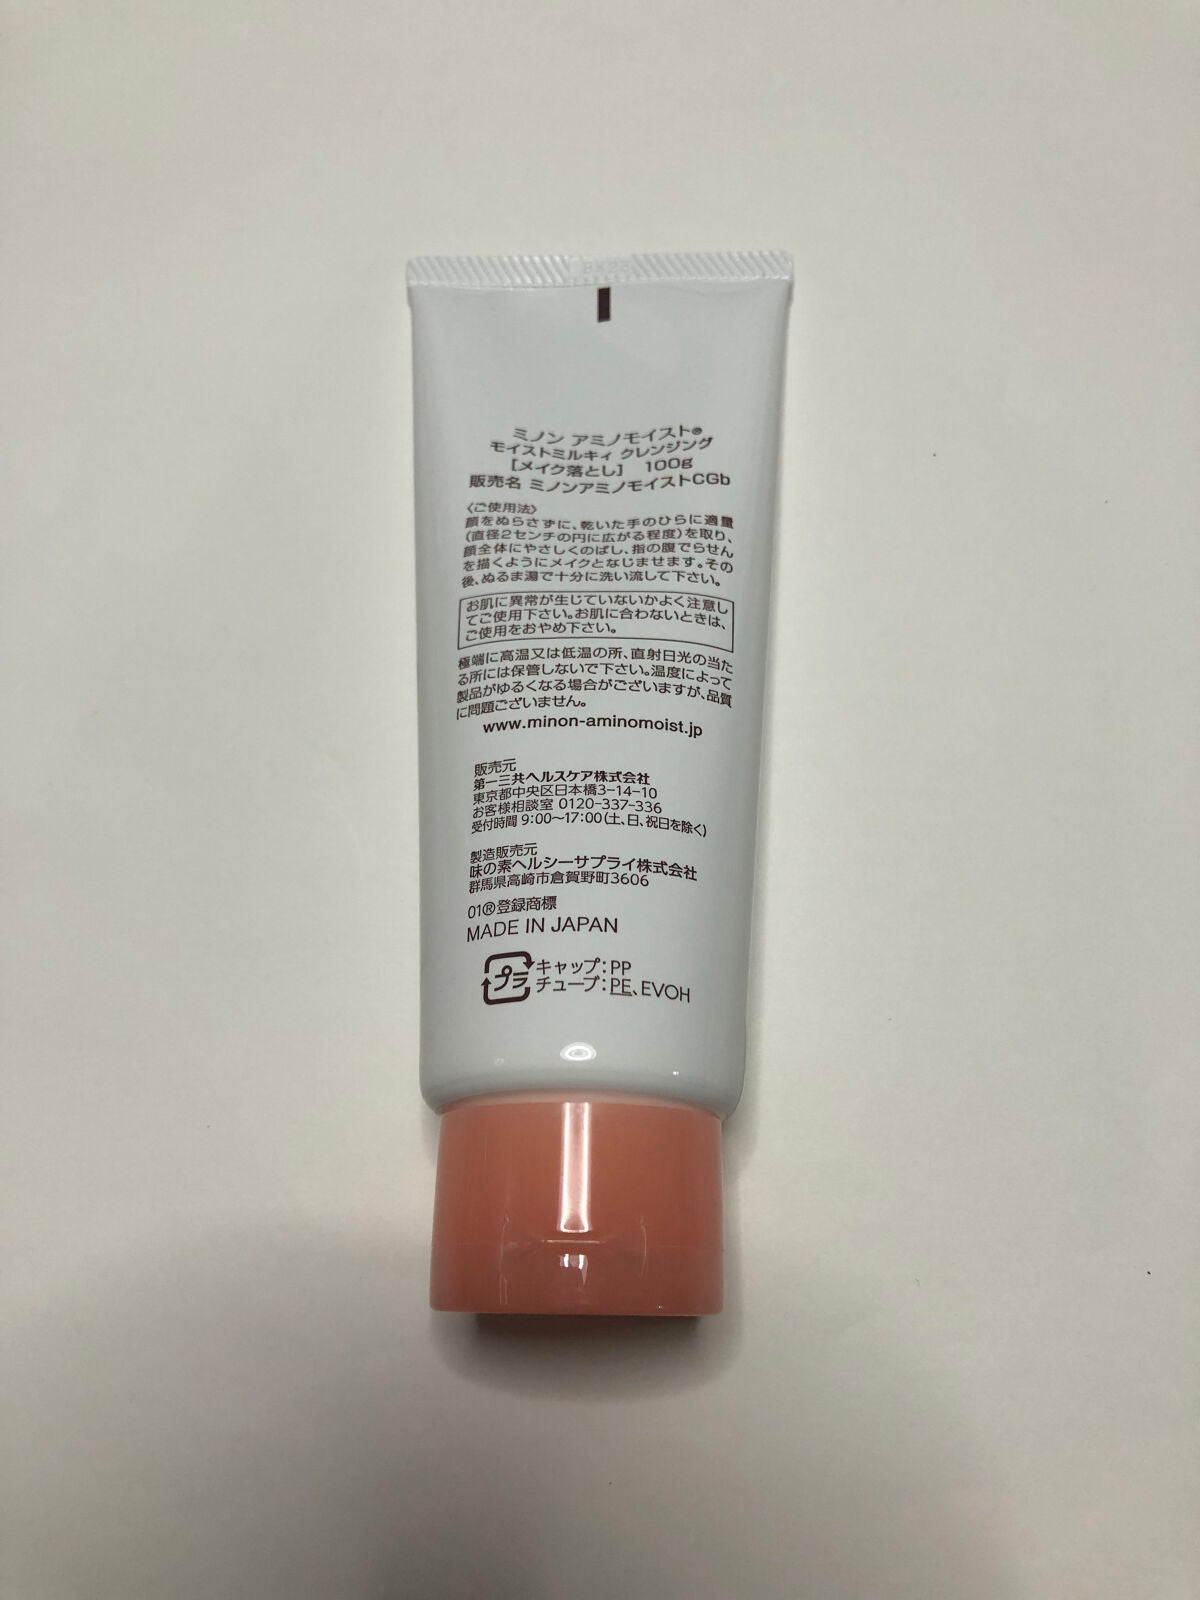 ミノン アミノモイスト®
モイストミルキィ クレンジング
[メイク落とし] 100g
販売名 ミノンアミノモイストCGb
〈ご使用法〉
顔をぬらさずに、乾いた手のひらに適量
(直径2センチの円に広がる程度)を取り、
顔全体にやさしくのばし、指の腹でらせん
を描くようにメイクとなじませます。その
後、ぬるま湯で十分に洗い流して下さい。
お肌に異常が生じていないかよく注意し
てご使用下さい。お肌に合わないときは、
ご使用をおやめ下さい。
極端に高温又は低温の所、直射日光の当た
る所には保管しないで下さい。温度によって
製品がゆるくなる場合がございますが、品質
に問題ございません。
www.minon-aminomoist.jp
販売元
第一三共ヘルスケア株式会社
東京都中央区日本橋3-14-10
お客様相談室 0120-337-336
受付時間 9:00〜17:00(土、日、祝日を除く)
製造販売元
味の素ヘルシーサプライ株式会社
群馬県高崎市倉賀野町3606
01®登録商標
MADE IN JAPAN
プラ キャップ:PP
チューブ:PE、EVOH